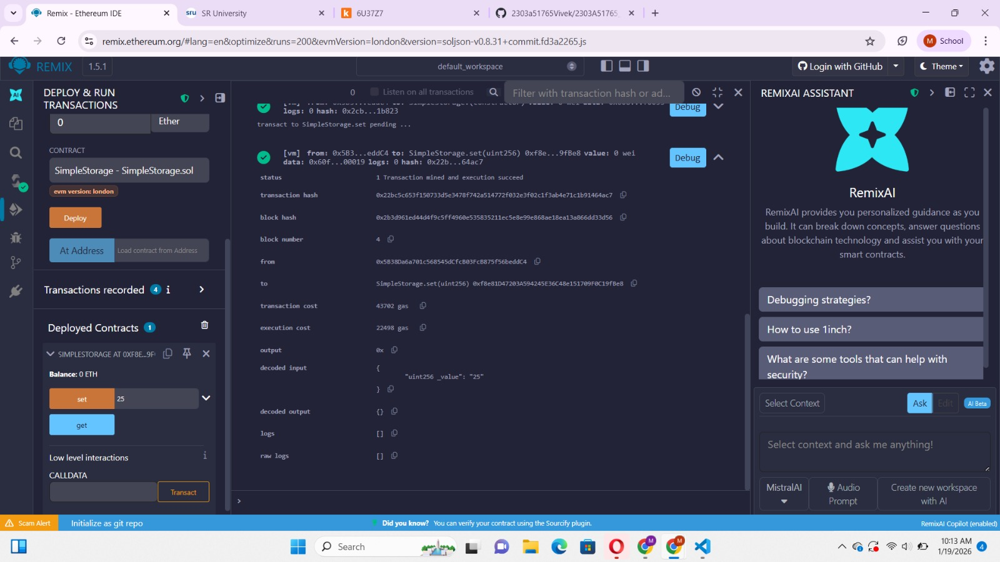 Remix - Ethereum IDE
sru SR University
6U37Z7
2303a51765Vivek/2303A51765
remix.ethereum.org/#lang=en&optimize&runs=200&evmVersion=london&version=soljson-v0.8.31+commit.fd3a2265.js
M School
REMIX 1.5.1
default_workspace
Login with GitHub
Theme
DEPLOY & RUN
TRANSACTIONS
0 Ether
CONTRACT
SimpleStorage - SimpleStorage.sol
evm version: london
Deploy
At Address Load contract from Address
Transactions recorded 4 i
Deployed Contracts 1
SIMPLESTORAGE AT 0XF8E...9F
Balance: 0 ETH
set 25
get
Low level interactions i
CALLDATA
Transact
0 Listen on all transactions Filter with transaction hash or ad...
logs: 0 hash: 0x2cb...1b823
Debug
transact to SimpleStorage.set pending ...
[vm] from: 0x5B3...eddC4 to: SimpleStorage.set(uint256) 0xf8e...9fBe8 value: 0 wei
data: 0x60f...00019 logs: 0 hash: 0x22b...64ac7
Debug
status 1 Transaction mined and execution succeed
transaction hash 0x22bc5c653f150733d5e3478f742a514772f032e3f02c1f3ab4e71c1b91464ac7
block hash 0x2b3d961ed44d4f9c5ff4960e535835211ec5e8e99e868ae18ea13a866dd33d56
block number 4
from 0x5B38Da6a701c568545dCfcB03FcB875f56beddC4
to SimpleStorage.set(uint256) 0xf8e81D47203A594245E36C48e151709F0C19fBe8
transaction cost 43702 gas
execution cost 22498 gas
output 0x
decoded input {
"uint256 _value": "25"
}
decoded output {}
logs []
raw logs []
>
REMIXAI ASSISTANT
RemixAI
RemixAI provides you personalized guidance as you
build. It can break down concepts, answer questions
about blockchain technology and assist you with your
smart contracts.
Debugging strategies?
How to use 1inch?
What are some tools that can help with
security?
Select Context Ask Edit AI Beta
Select context and ask me anything!
MistralAI
Audio
Prompt
Create new workspace
with AI
Scam Alert Initialize as git repo
Did you know? You can verify your contract using the Sourcify plugin.
RemixAI Copilot (enabled)
Search
10:13 AM
1/19/2026
4